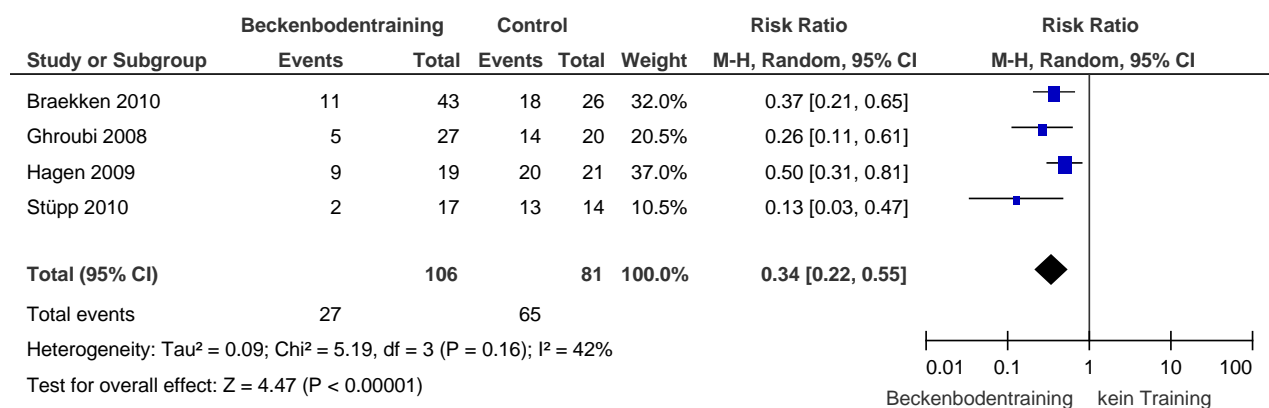 Beckenbodentraining Control Risk Ratio Risk Ratio
Study or Subgroup Events Total Events Total Weight M-H, Random, 95% CI M-H, Random, 95% CI
Braekken 2010 11 43 18 26 32.0% 0.37 [0.21, 0.65]
Ghroubi 2008 5 27 14 20 20.5% 0.26 [0.11, 0.61]
Hagen 2009 9 19 20 21 37.0% 0.50 [0.31, 0.81]
Stüpp 2010 2 17 13 14 10.5% 0.13 [0.03, 0.47]
Total (95% CI) 106 81 100.0% 0.34 [0.22, 0.55]
Total events 27 65
Heterogeneity: Tau² = 0.09; Chi² = 5.19, df = 3 (P = 0.16); I² = 42%
Test for overall effect: Z = 4.47 (P < 0.00001)
0.01 0.1 1 10 100
Beckenbodentraining kein Training